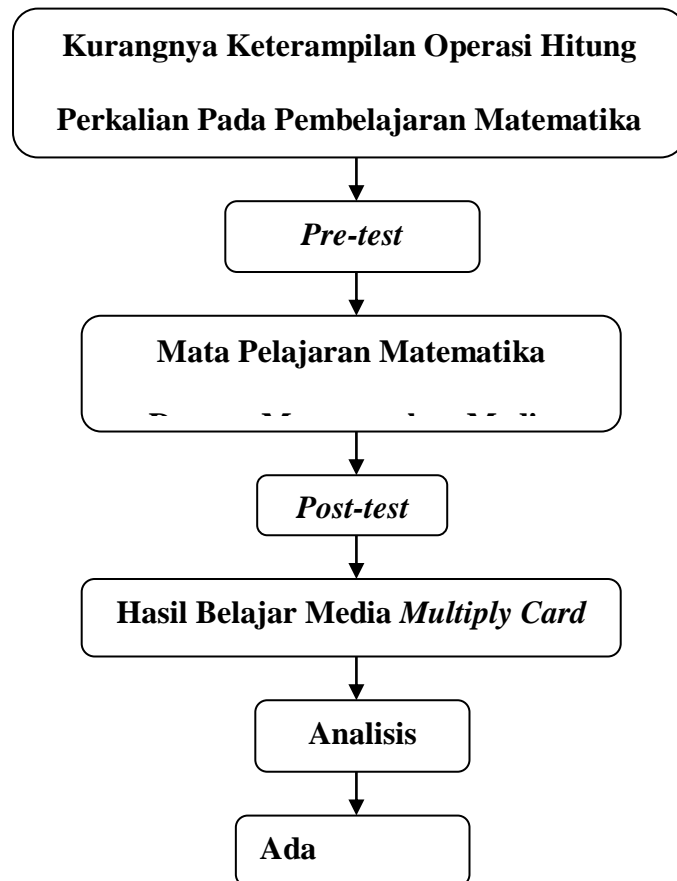 Kurangnya Keterampilan Operasi Hitung
Perkalian Pada Pembelajaran Matematika
Pre-test
Mata Pelajaran Matematika
Post-test
Hasil Belajar Media Multiply Card
Analisis
Ada